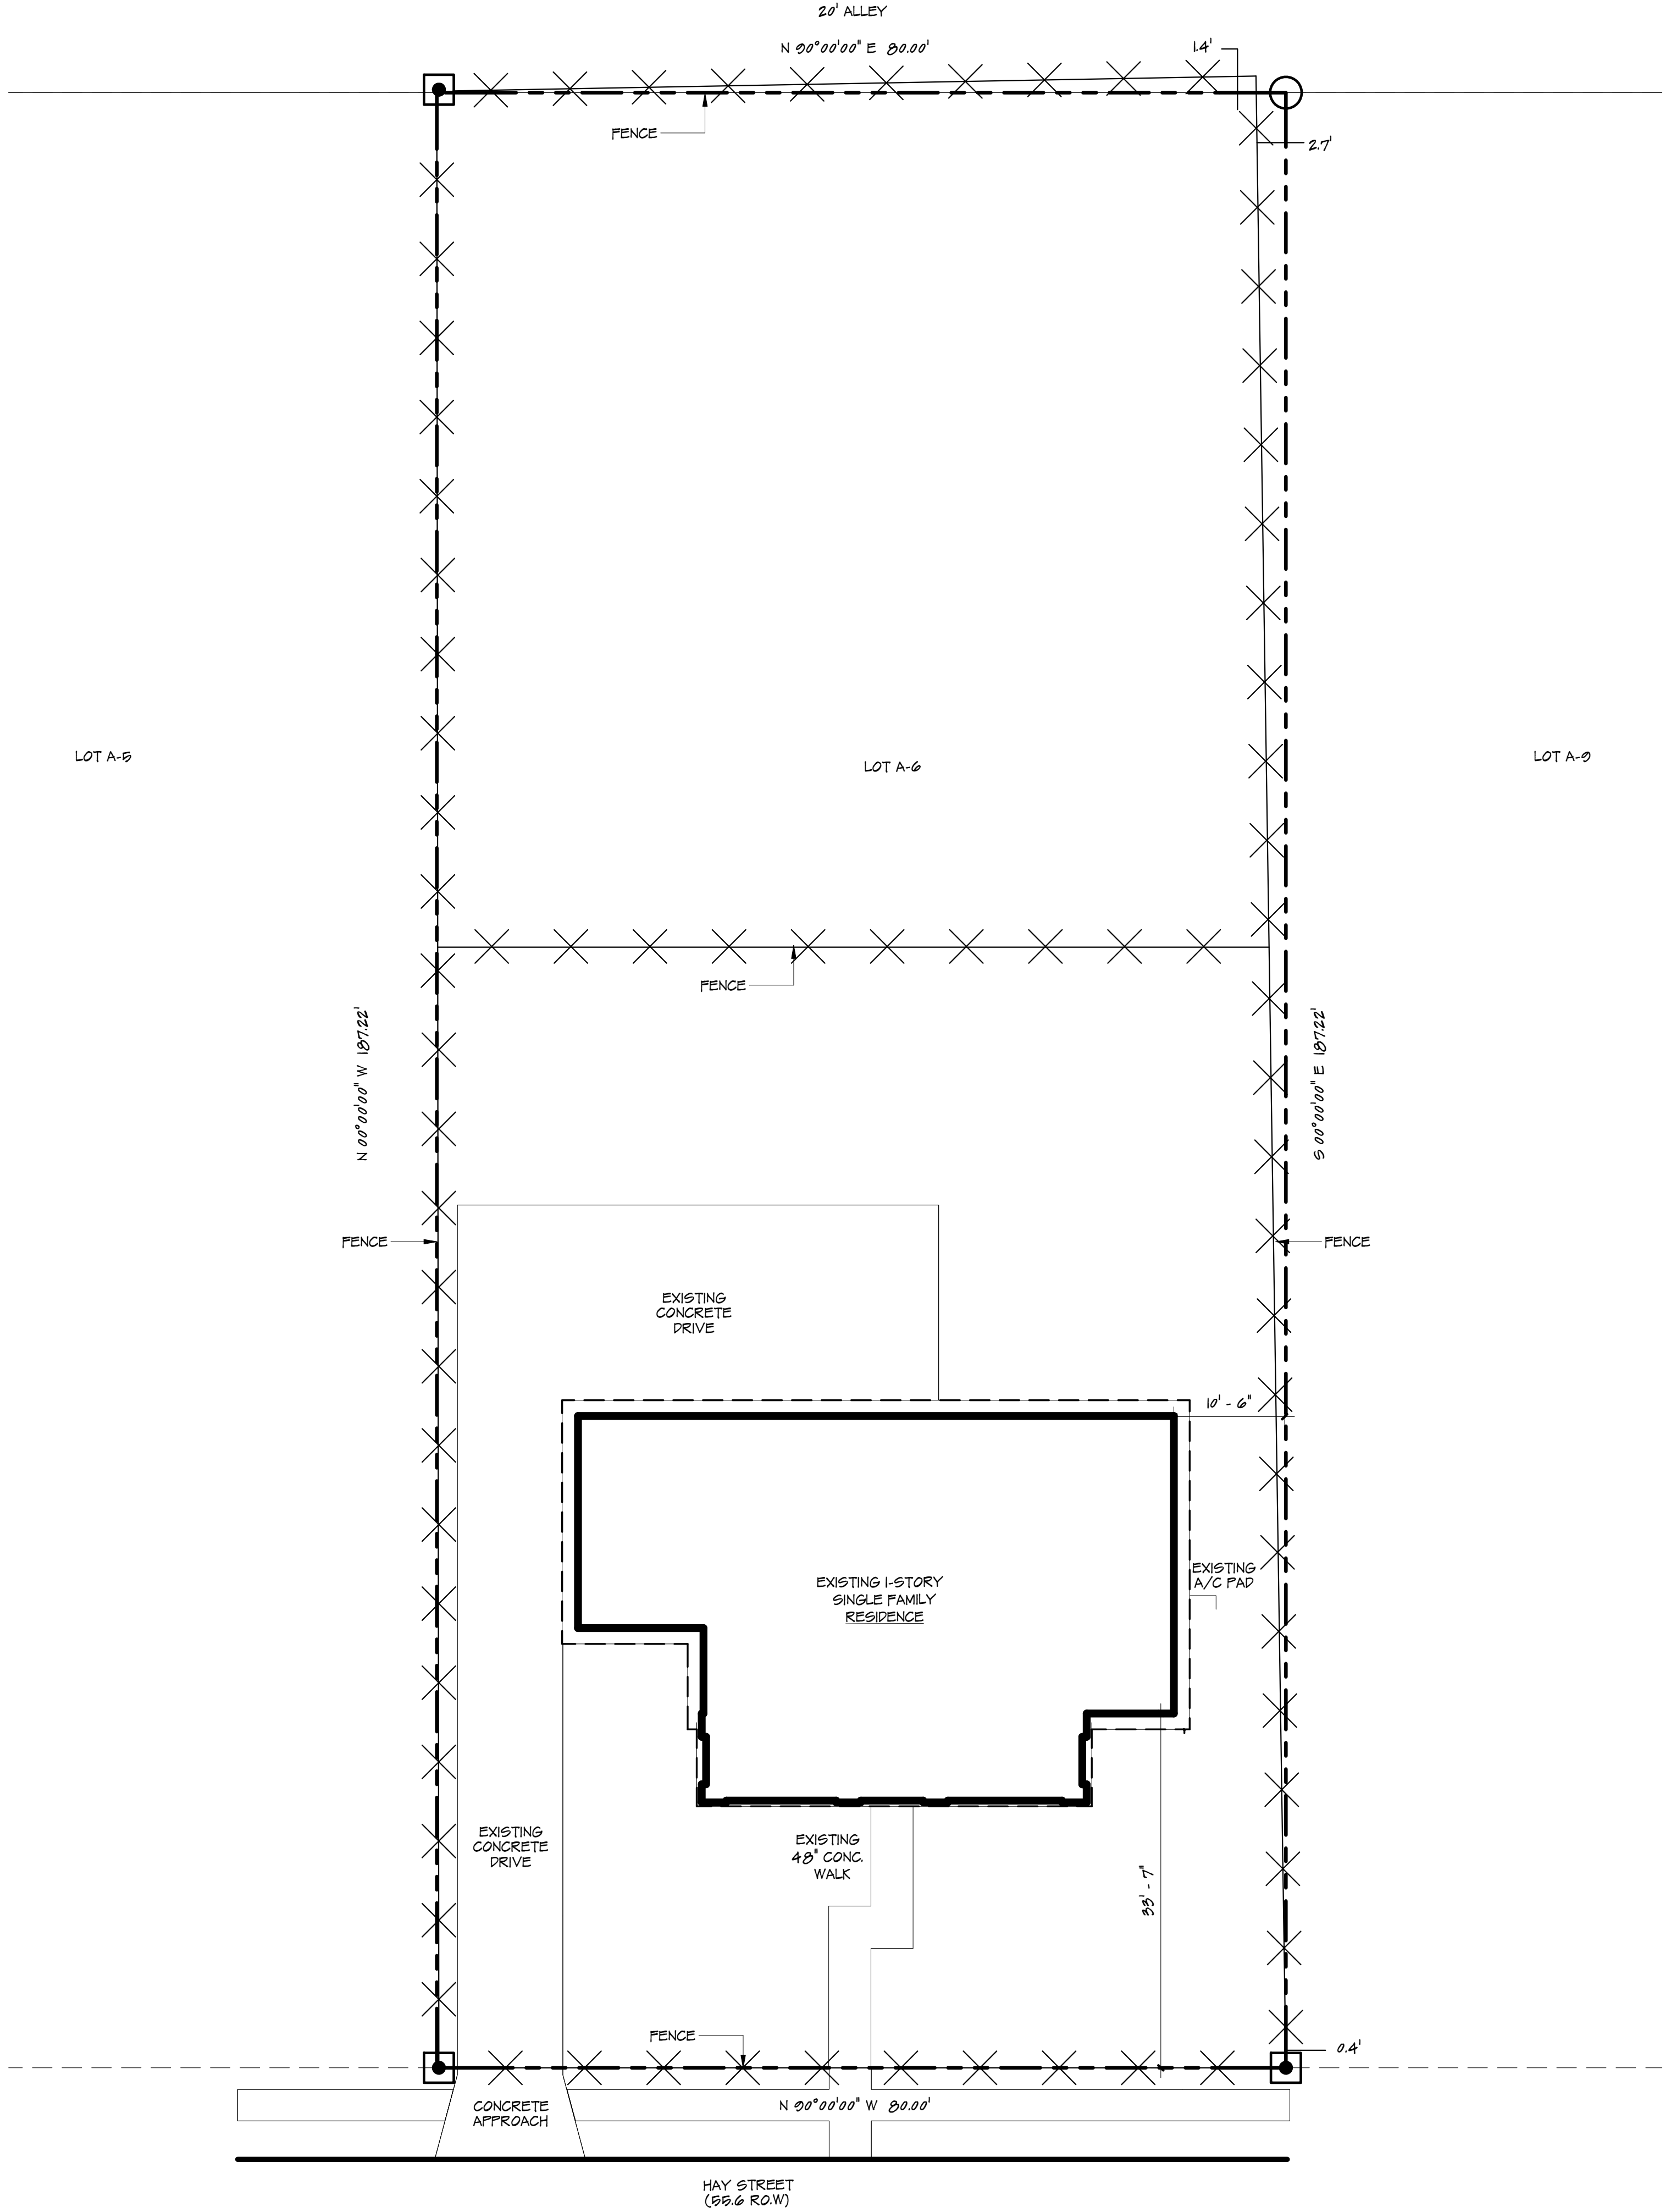 20' ALLEY
N 90°00'00" E 80.00'
1.4'
FENCE
2.7'
LOT A-5
LOT A-6
LOT A-9
FENCE
N 00°00'00" W 187.22'
S 00°00'00" E 187.22'
FENCE
FENCE
EXISTING
CONCRETE
DRIVE
10' - 6"
EXISTING
A/C PAD
EXISTING 1-STORY
SINGLE FAMILY
RESIDENCE
EXISTING
CONCRETE
DRIVE
EXISTING
48" CONC.
WALK
33' - 7"
FENCE
0.4'
CONCRETE
APPROACH
N 90°00'00" W 80.00'
HAY STREET
(55.6 RO.W)